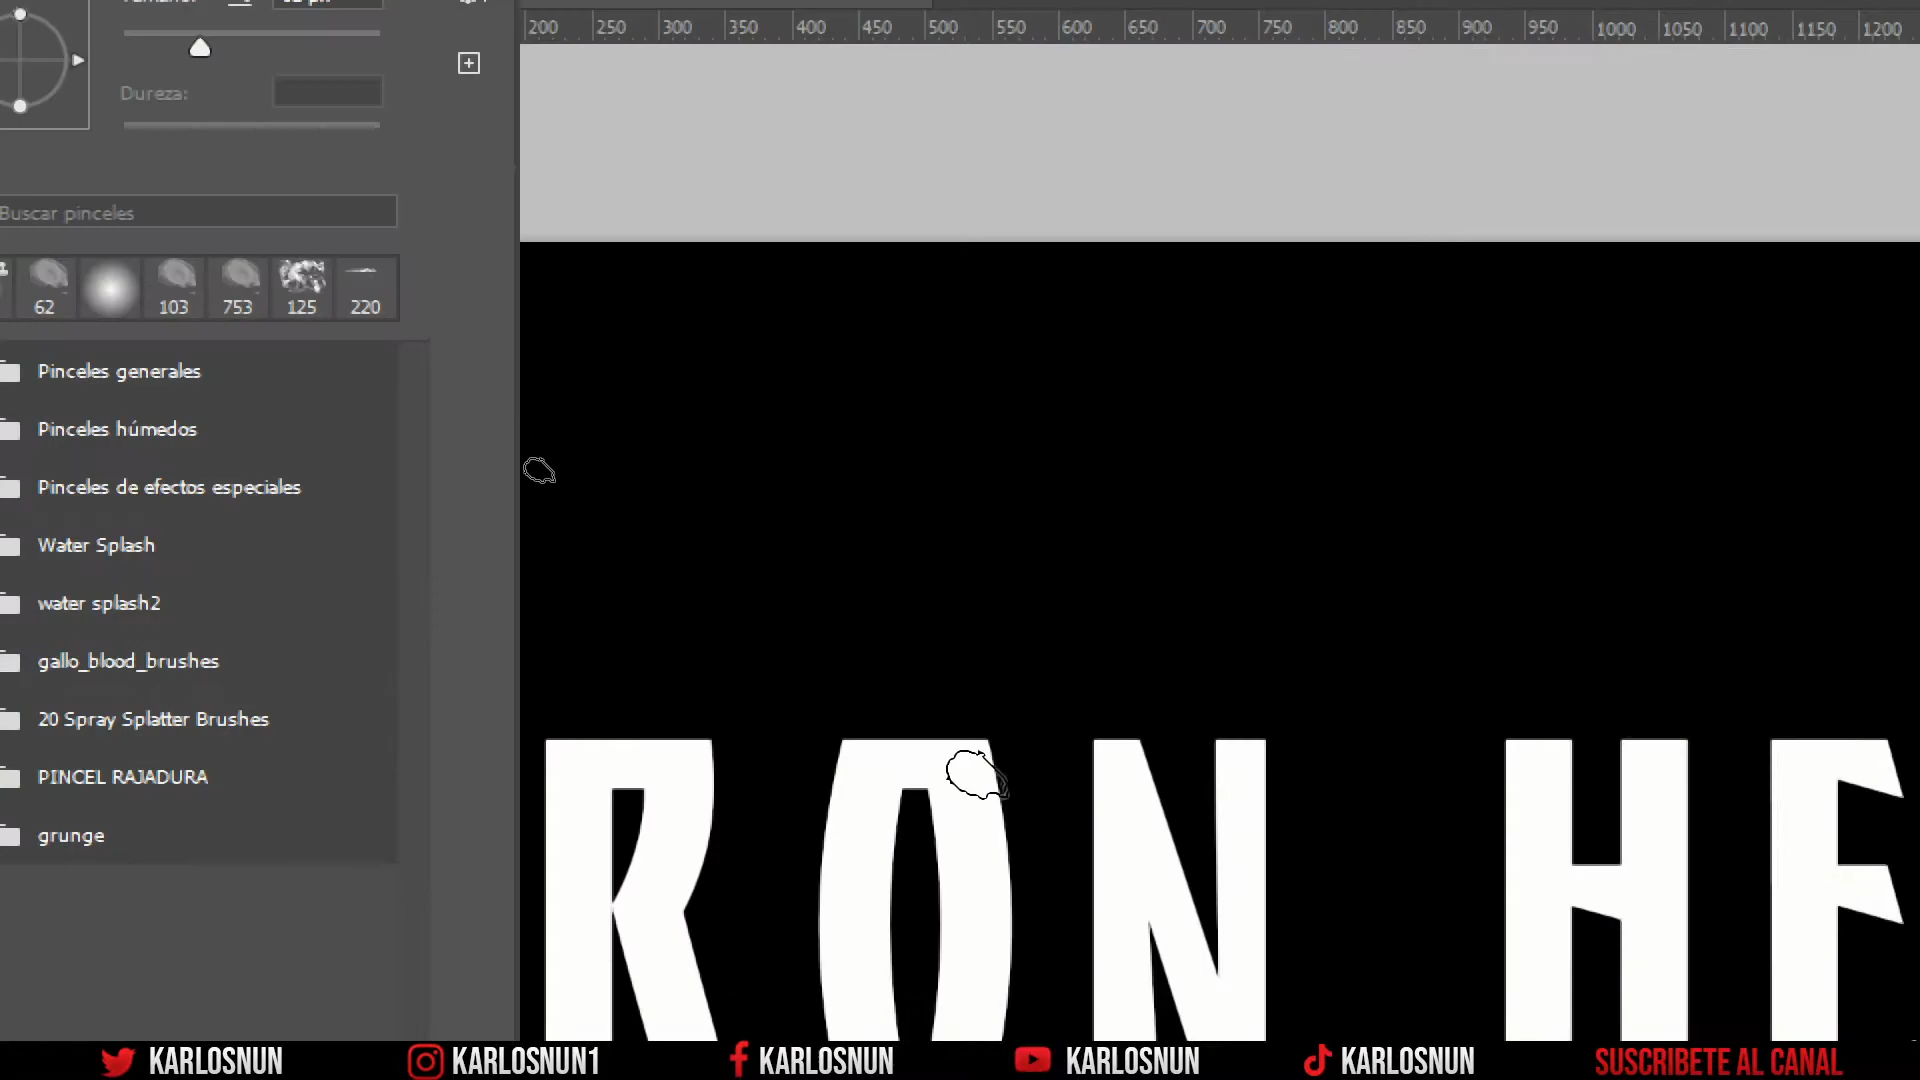 200 250 300 350 400 450 500 550 600 650 700 750 800 850 900 950 1000 1050 1100 1150 1200
Dureza:
Buscar pinceles
62 103 753 125 220
Pinceles generales
Pinceles húmedos
Pinceles de efectos especiales
Water Splash
water splash2
gallo_blood_brushes
20 Spray Splatter Brushes
PINCEL RAJADURA
grunge
RON HE
KARLOSNUN KARLOSNUN1 KARLOSNUN KARLOSNUN KARLOSNUN SUSCRIBETE AL CANAL